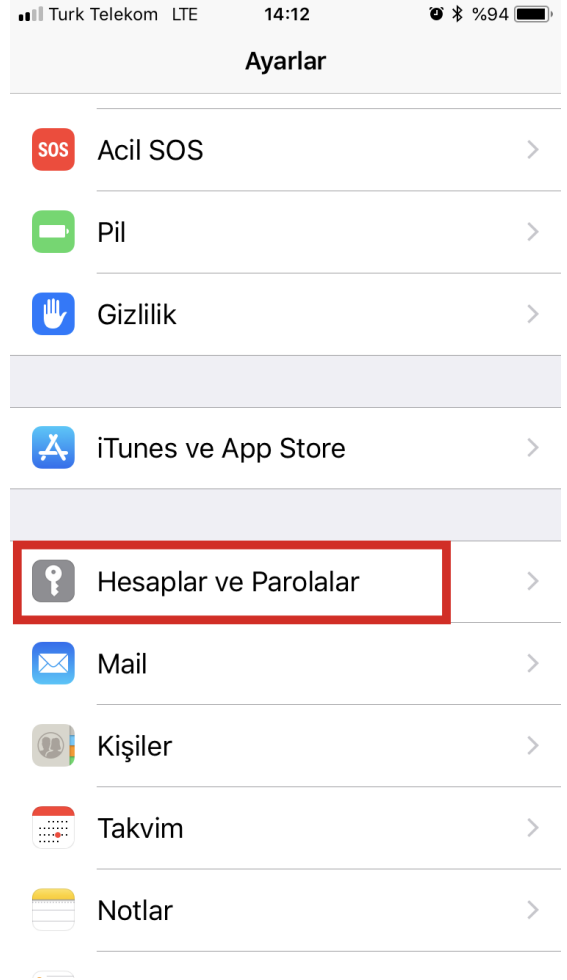 Turk Telekom LTE 14:12 %94
Ayarlar
SOS Acil SOS
Pil
Gizlilik
iTunes ve App Store
Hesaplar ve Parolalar
Mail
Kişiler
Takvim
Notlar